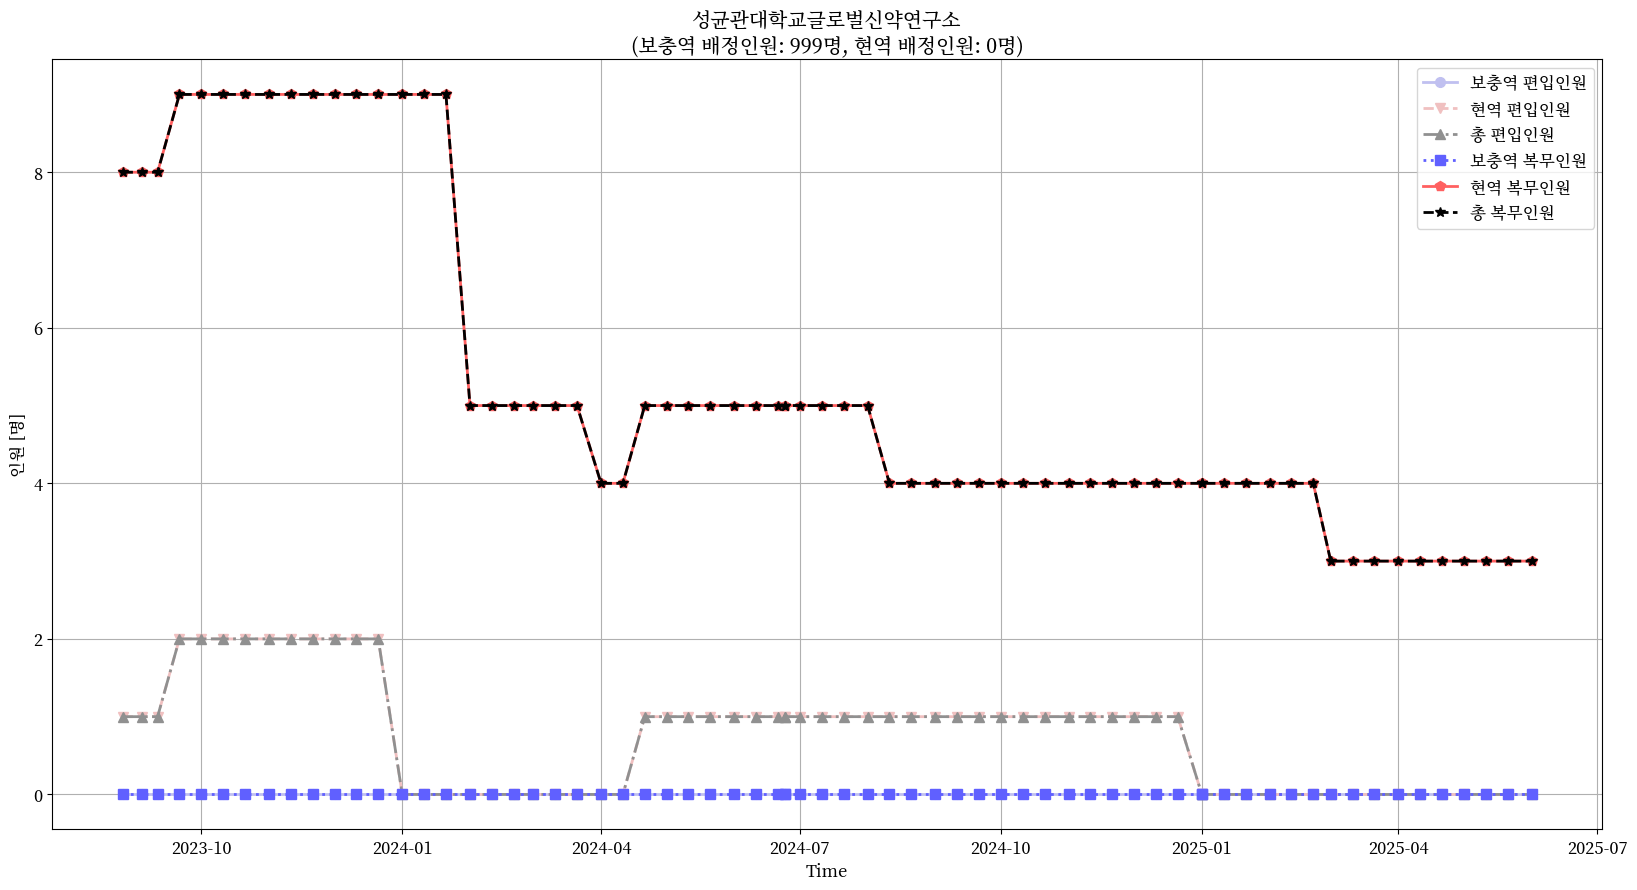 성균관대학교글로벌신약연구소
(보충역 배정인원: 999명, 현역 배정인원: 0명)
보충역 편입인원
현역 편입인원
총 편입인원
보충역 복무인원
현역 복무인원
총 복무인원
8
6
4
2
0
인원 [명]
2023-10
2024-01
2024-04
2024-07
2024-10
2025-01
2025-04
2025-07
Time